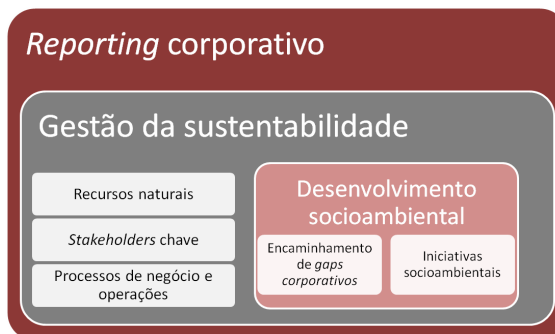 Reporting corporativo
Gestão da sustentabilidade
Recursos naturais
Stakeholders chave
Processos de negócio e
operações
Desenvolvimento
socioambiental
Encaminhamento
de gaps
corporativos
Iniciativas
socioambientais